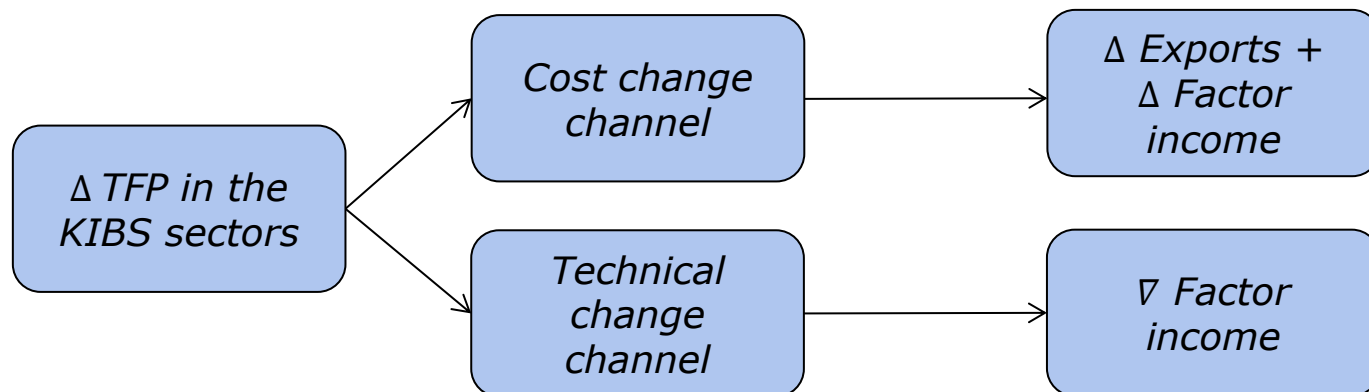 Δ TFP in the
KIBS sectors
Cost change
channel
Δ Exports +
Δ Factor
income
Technical
change
channel
∇ Factor
income